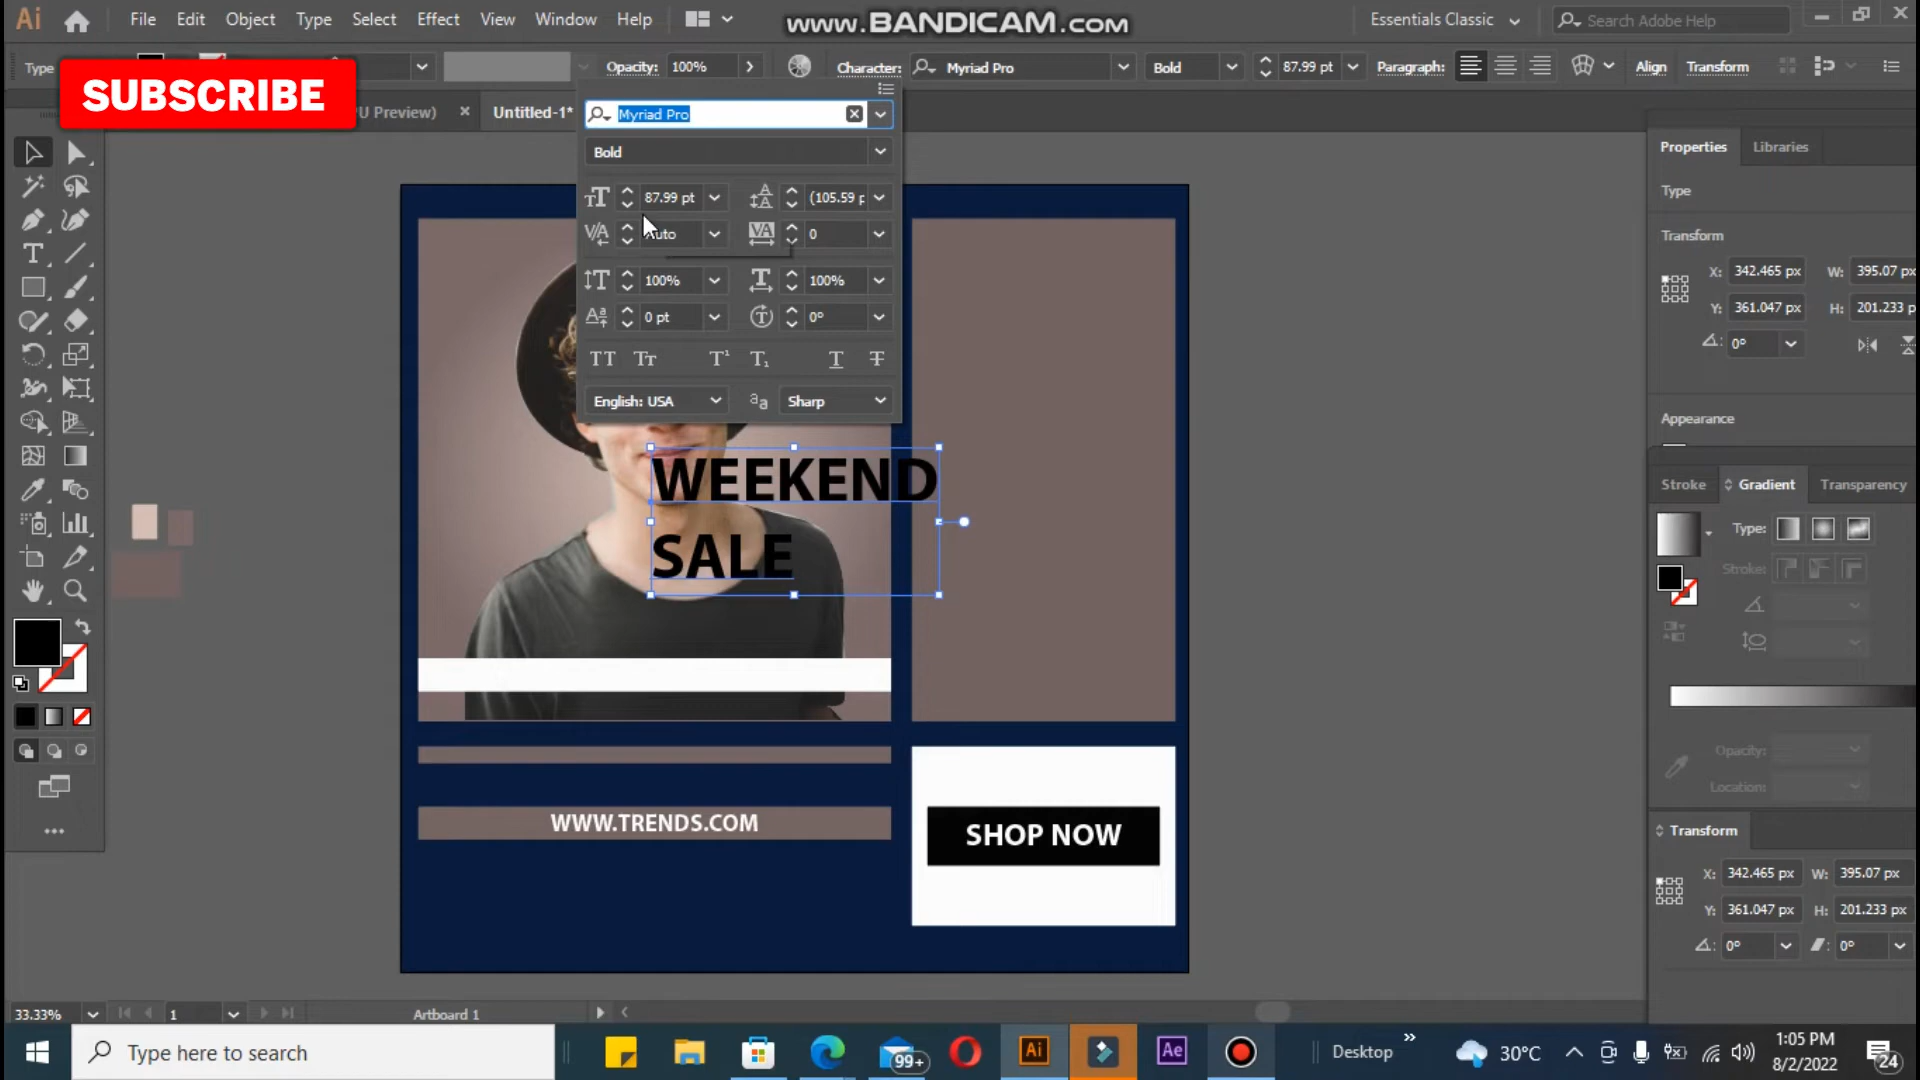 Ai File Edit Object Type Select Effect View Window Help
www.BANDICAM.com
Essentials Classic
Search Adobe Help
Type
Opacity: 100%
Character: Myriad Pro
Bold
87.99 pt
Paragraph:
Align
Transform
SUBSCRIBE
PU Preview)
Untitled-1*
Myriad Pro
Bold
87.99 pt
(105.59 p
Auto
0
100%
100%
0 pt
0°
English: USA
Sharp
WEEKEND
SALE
WWW.TRENDS.COM
SHOP NOW
Properties Libraries
Type
Transform
X: 342.465 px W: 395.07 px
Y: 361.047 px H: 201.233 p
0°
Appearance
Stroke Gradient Transparency
Type:
Stroke:
Opacity:
Location:
Transform
X: 342.465 px W: 395.07 px
Y: 361.047 px H: 201.233 px
0° 0°
33.33%
1
Artboard 1
Type here to search
99+
Ai
Ae
Desktop
30°C
1:05 PM
8/2/2022
24